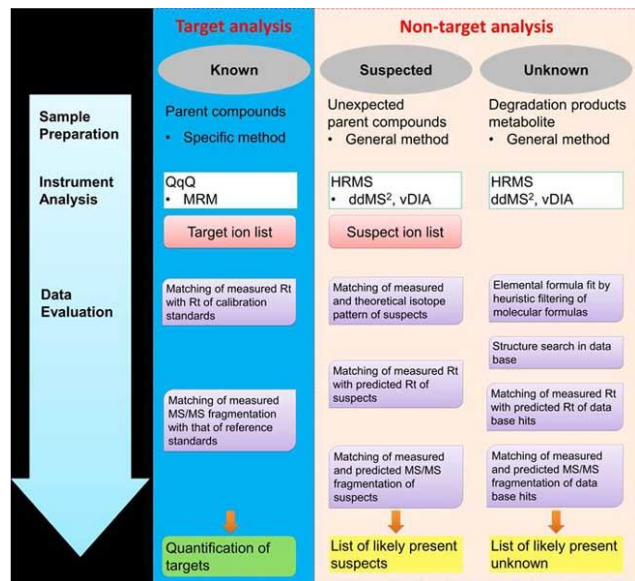 Target analysis
Non-target analysis
Known
Suspected
Unknown
Sample
Preparation
Parent compounds
• Specific method
Unexpected
parent compounds
• General method
Degradation products
metabolite
• General method
Instrument
Analysis
QqQ
• MRM
HRMS
• ddMS², vDIA
HRMS
ddMS², vDIA
Target ion list
Suspect ion list
Data
Evaluation
Matching of measured Rt
with Rt of calibration
standards
Matching of measured
and theoretical isotope
pattern of suspects
Elemental formula fit by
heuristic filtering of
molecular formulas
Structure search in data
base
Matching of measured
MS/MS fragmentation
with that of reference
standards
Matching of measured Rt
with predicted Rt of
suspects
Matching of measured Rt
with predicted Rt of data
base hits
Matching of measured
and predicted MS/MS
fragmentation of
suspects
Matching of measured
and predicted MS/MS
fragmentation of data
base hits
Quantification of
targets
List of likely present
suspects
List of likely present
unknown